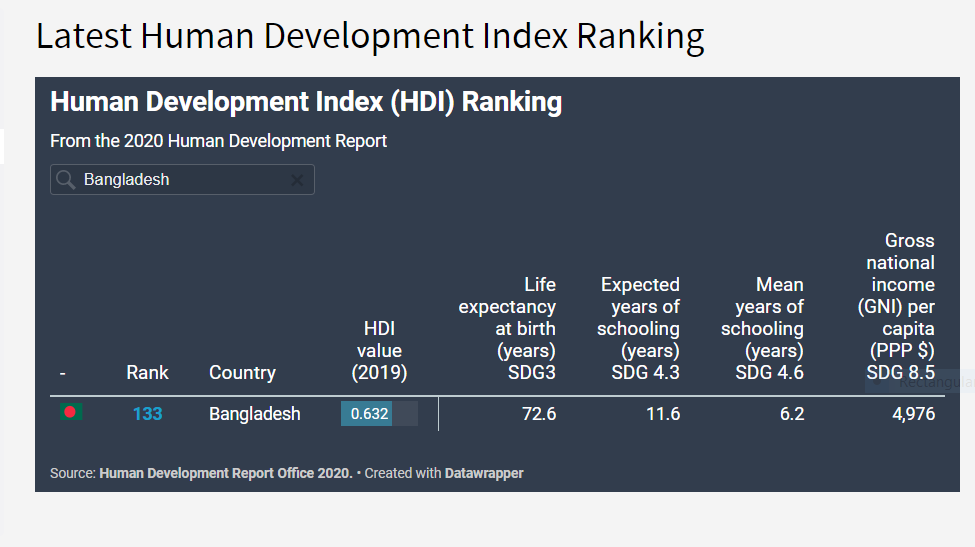 Latest Human Development Index Ranking
Human Development Index (HDI) Ranking
From the 2020 Human Development Report
Bangladesh
-
Rank
Country
HDI
value
(2019)
Life
expectancy
at birth
(years)
SDG3
Expected
years of
schooling
(years)
SDG 4.3
Mean
years of
schooling
(years)
SDG 4.6
Gross
national
income
(GNI) per
capita
(PPP $)
SDG 8.5
133 Bangladesh 0.632 72.6 11.6 6.2 4,976
Source: Human Development Report Office 2020. • Created with Datawrapper